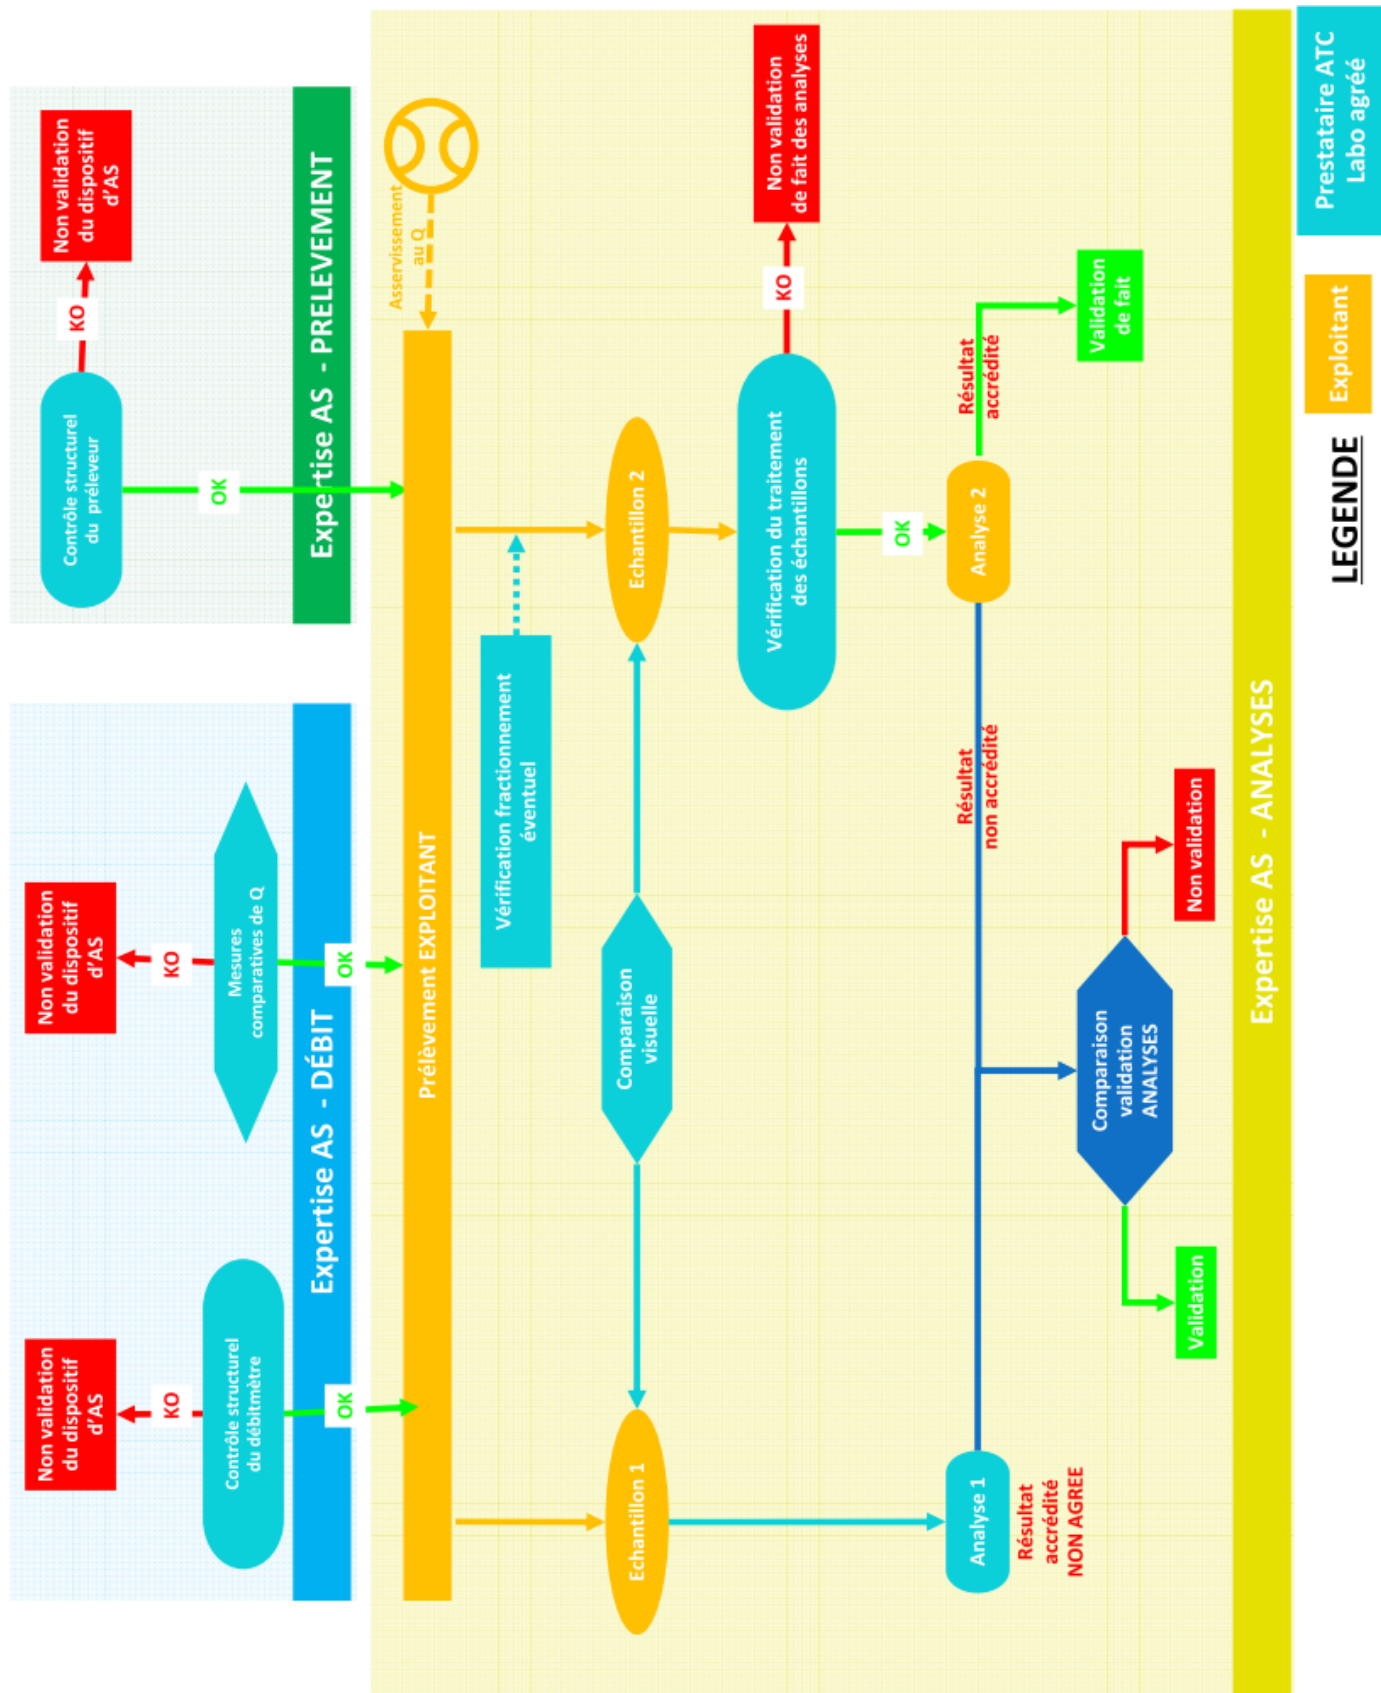 Non validation
du dispositif
d'AS
KO
Contrôle structurel
du débitmètre
OK
Non validation
du dispositif
d'AS
KO
Mesures
comparatives de Q
OK
Expertise AS - DÉBIT
Non validation
du dispositif
d'AS
KO
Contrôle structurel
du préleveur
OK
Expertise AS - PRELEVEMENT
Asservissement
au Q
Prélèvement EXPLOITANT
Vérification fractionnement
éventuel
Echantillon 1
Comparaison
visuelle
Echantillon 2
Vérification du traitement
des échantillons
KO
Non validation
de fait des analyses
OK
Analyse 1
Résultat
accrédité
NON AGREE
Résultat
non accrédité
Analyse 2
Résultat
accrédité
Validation
de fait
Comparaison
validation
ANALYSES
Validation
Non validation
Expertise AS - ANALYSES
LEGENDE
Exploitant
Prestataire ATC
Labo agréé